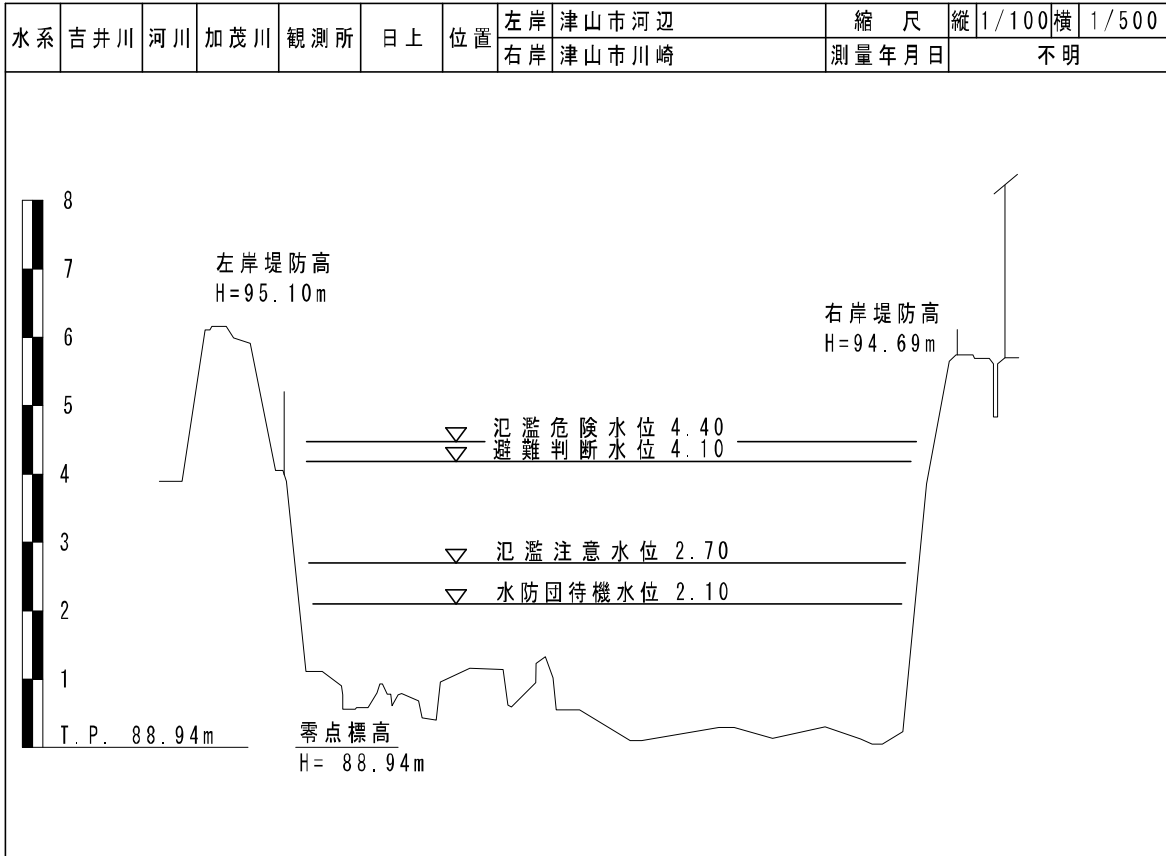 水系 吉井川 河川 加茂川 観測所 日上 位置 左岸 津山市河辺 縮尺 縦 1/100 横 1/500
右岸 津山市川崎 測量年月日 不明
8
7
6
5
4
3
2
1
左岸堤防高
H=95.10m
右岸堤防高
H=94.69m
氾濫危険水位 4.40
避難判断水位 4.10
氾濫注意水位 2.70
水防団待機水位 2.10
T.P. 88.94m
零点標高
H= 88.94m